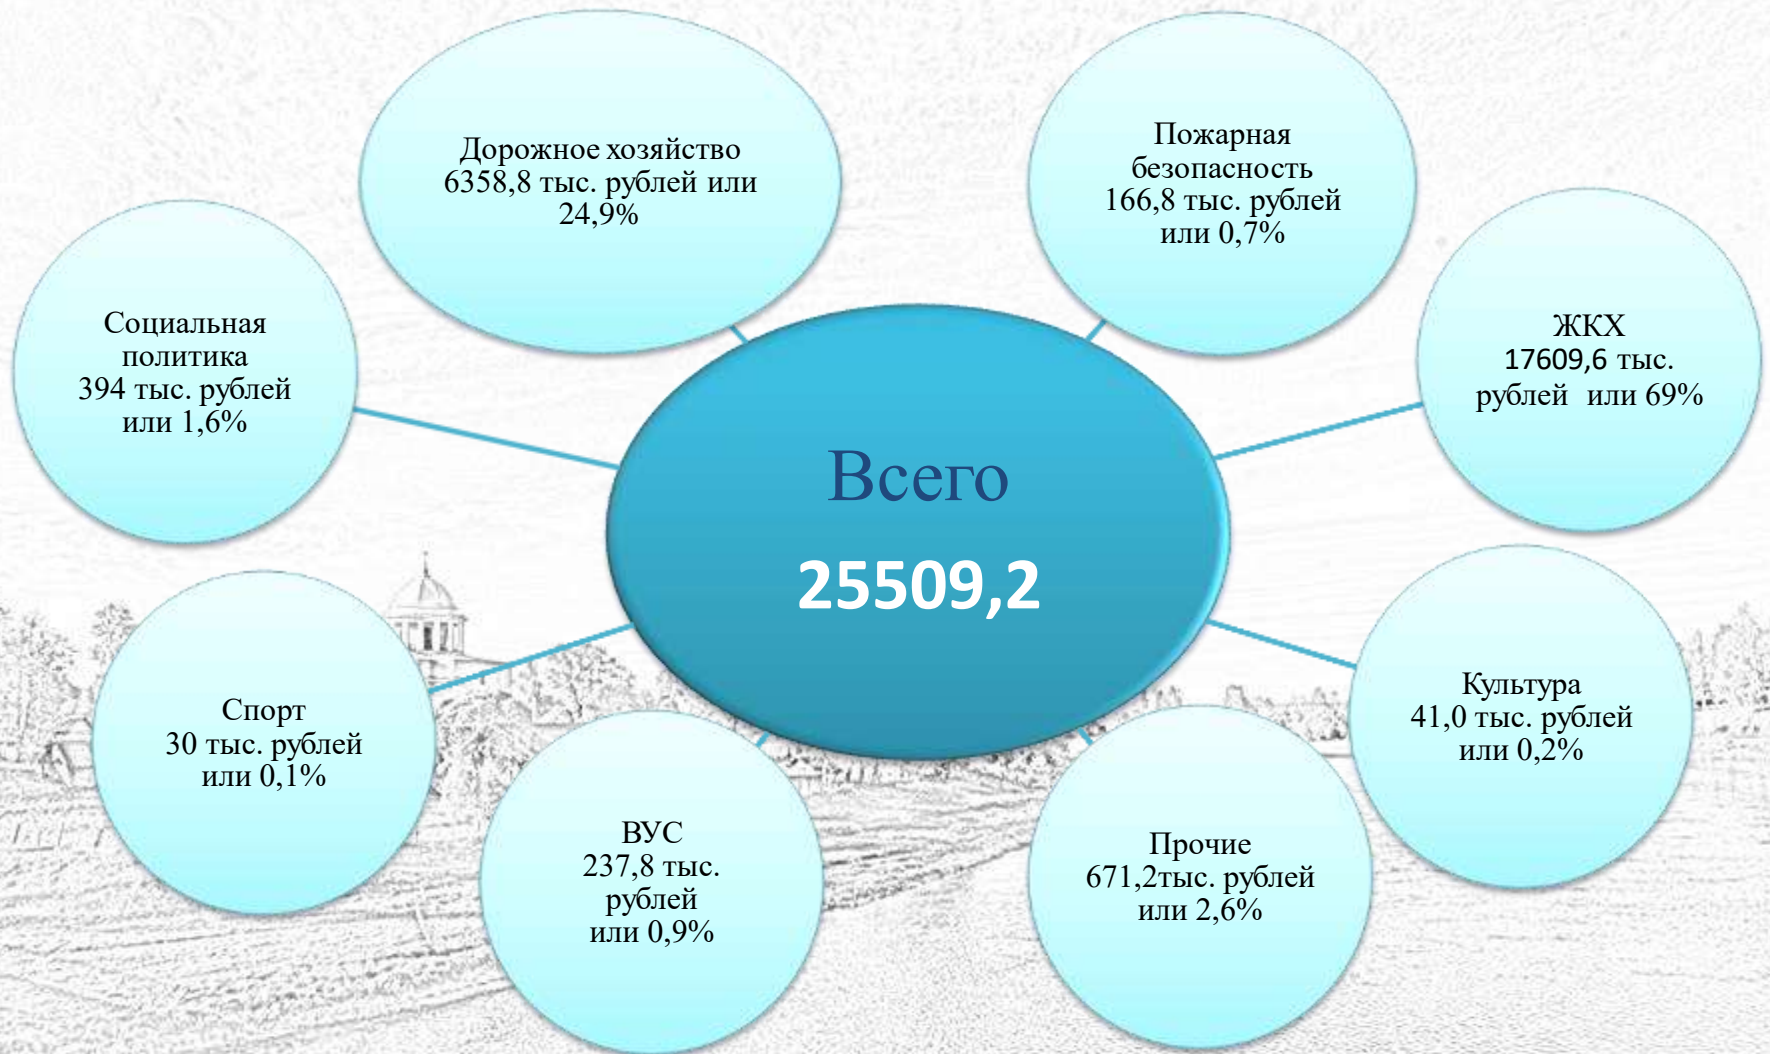 Дорожное хозяйство
6358,8 тыс. рублей или
24,9%
Пожарная
безопасность
166,8 тыс. рублей
или 0,7%
Социальная
политика
394 тыс. рублей
или 1,6%
ЖКХ
17609,6 тыс.
рублей или 69%
Всего
25509,2
Спорт
30 тыс. рублей
или 0,1%
Культура
41,0 тыс. рублей
или 0,2%
ВУС
237,8 тыс.
рублей
или 0,9%
Прочие
671,2тыс. рублей
или 2,6%